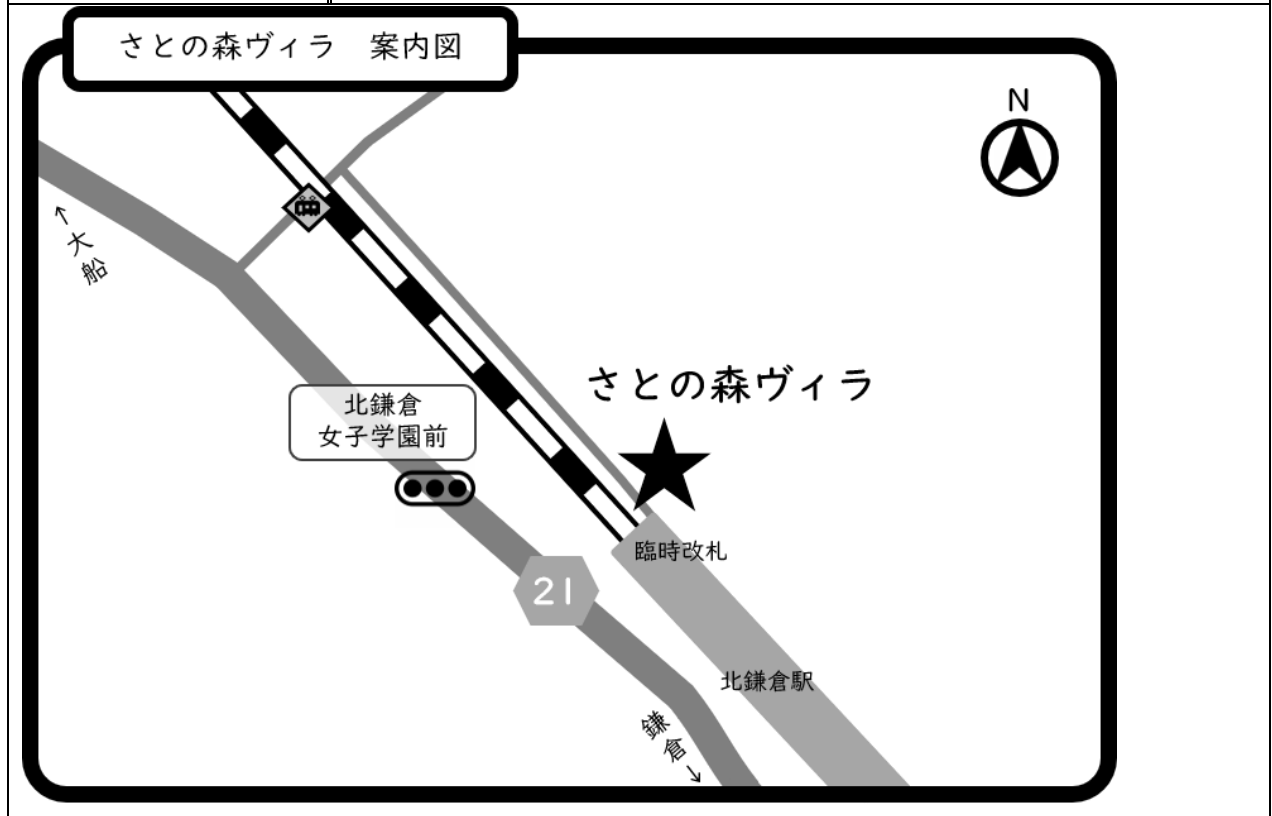 さとの森ヴィラ　案内図
N
↑大船
さとの森ヴィラ
北鎌倉
女子学園前
臨時改札
21
北鎌倉駅
鎌倉↓